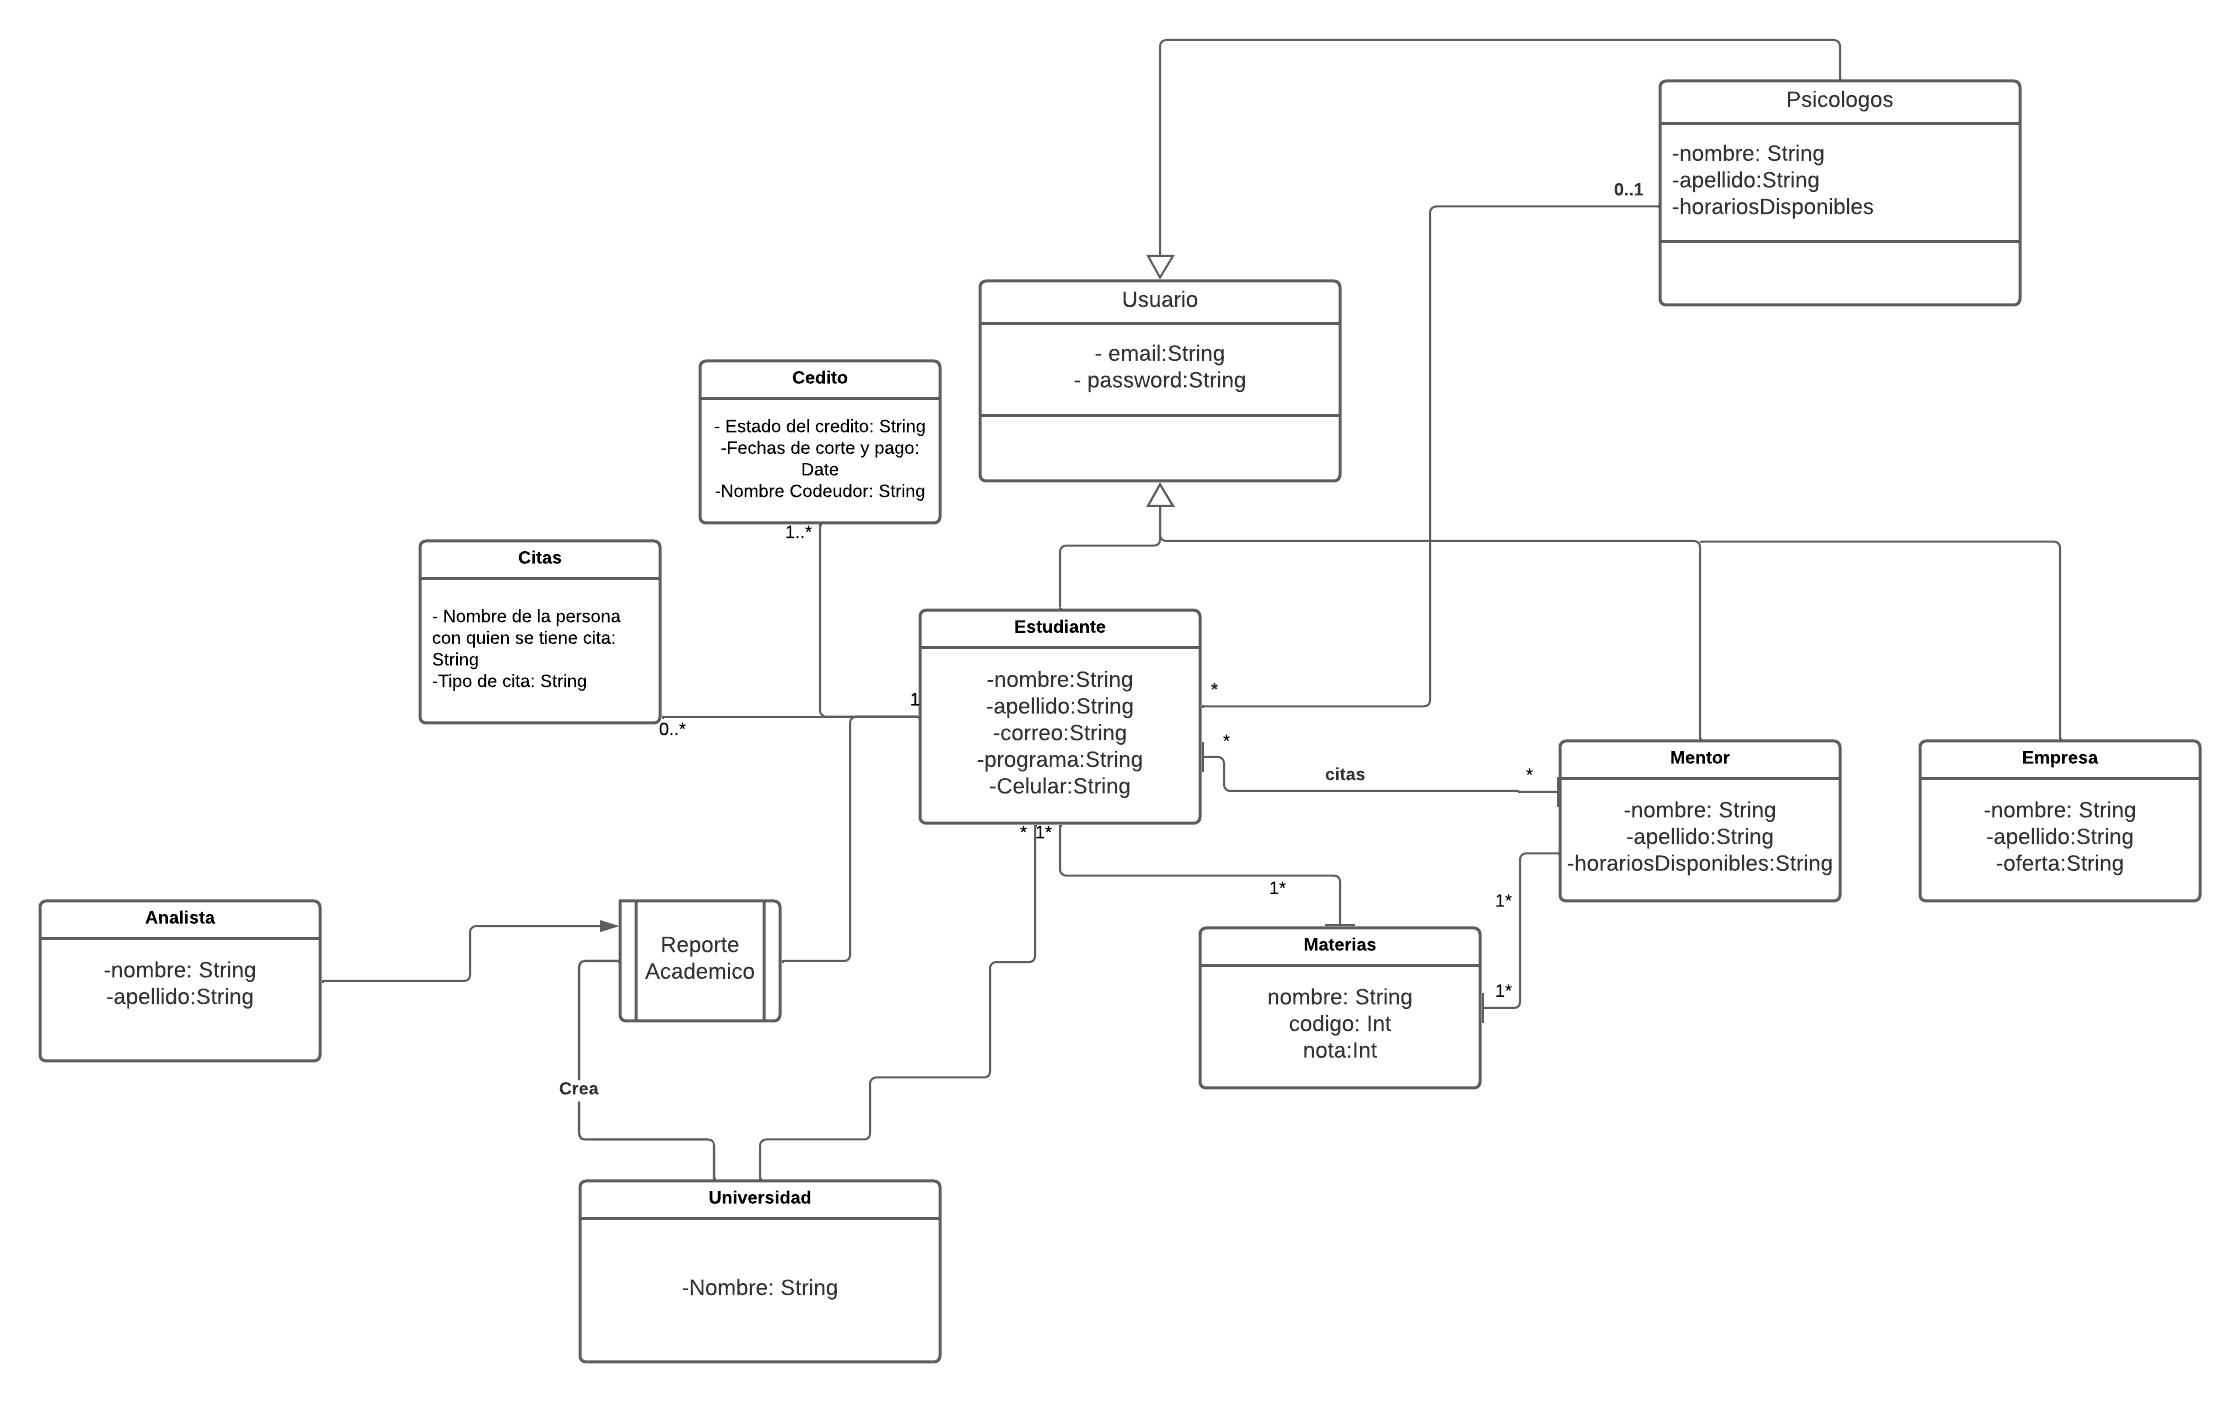 Psicologos
-nombre: String
-apellido:String
-horariosDisponibles
0..1
Usuario
- email:String
- password:String
Cedito
- Estado del credito: String
-Fechas de corte y pago:
Date
-Nombre Codeudor: String
1..*
Citas
- Nombre de la persona
con quien se tiene cita:
String
-Tipo de cita: String
0..*
1
Estudiante
-nombre:String
-apellido:String
-correo:String
-programa:String
-Celular:String
*
*
citas
*
* 1*
Mentor
-nombre: String
-apellido:String
-horariosDisponibles:String
Empresa
-nombre: String
-apellido:String
-oferta:String
1*
1*
1*
Materias
nombre: String
codigo: Int
nota:Int
Analista
-nombre: String
-apellido:String
Reporte
Academico
Crea
Universidad
-Nombre: String